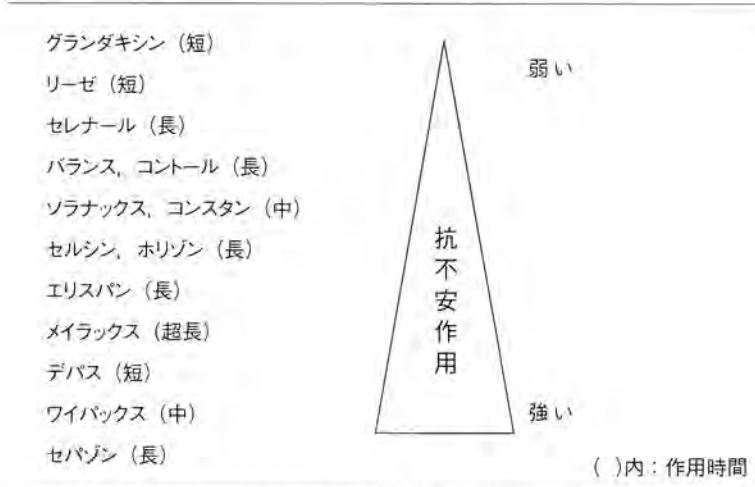 グランダキシン（短）
リーゼ（短）
セレナール（長）
バランス，コントール（長）
ソラナックス，コンスタン（中）
セルシン，ホリゾン（長）
エリスパン（長）
メイラックス（超長）
デパス（短）
ワイパックス（中）
セパゾン（長）
弱い
抗不安作用
強い
（ ）内：作用時間